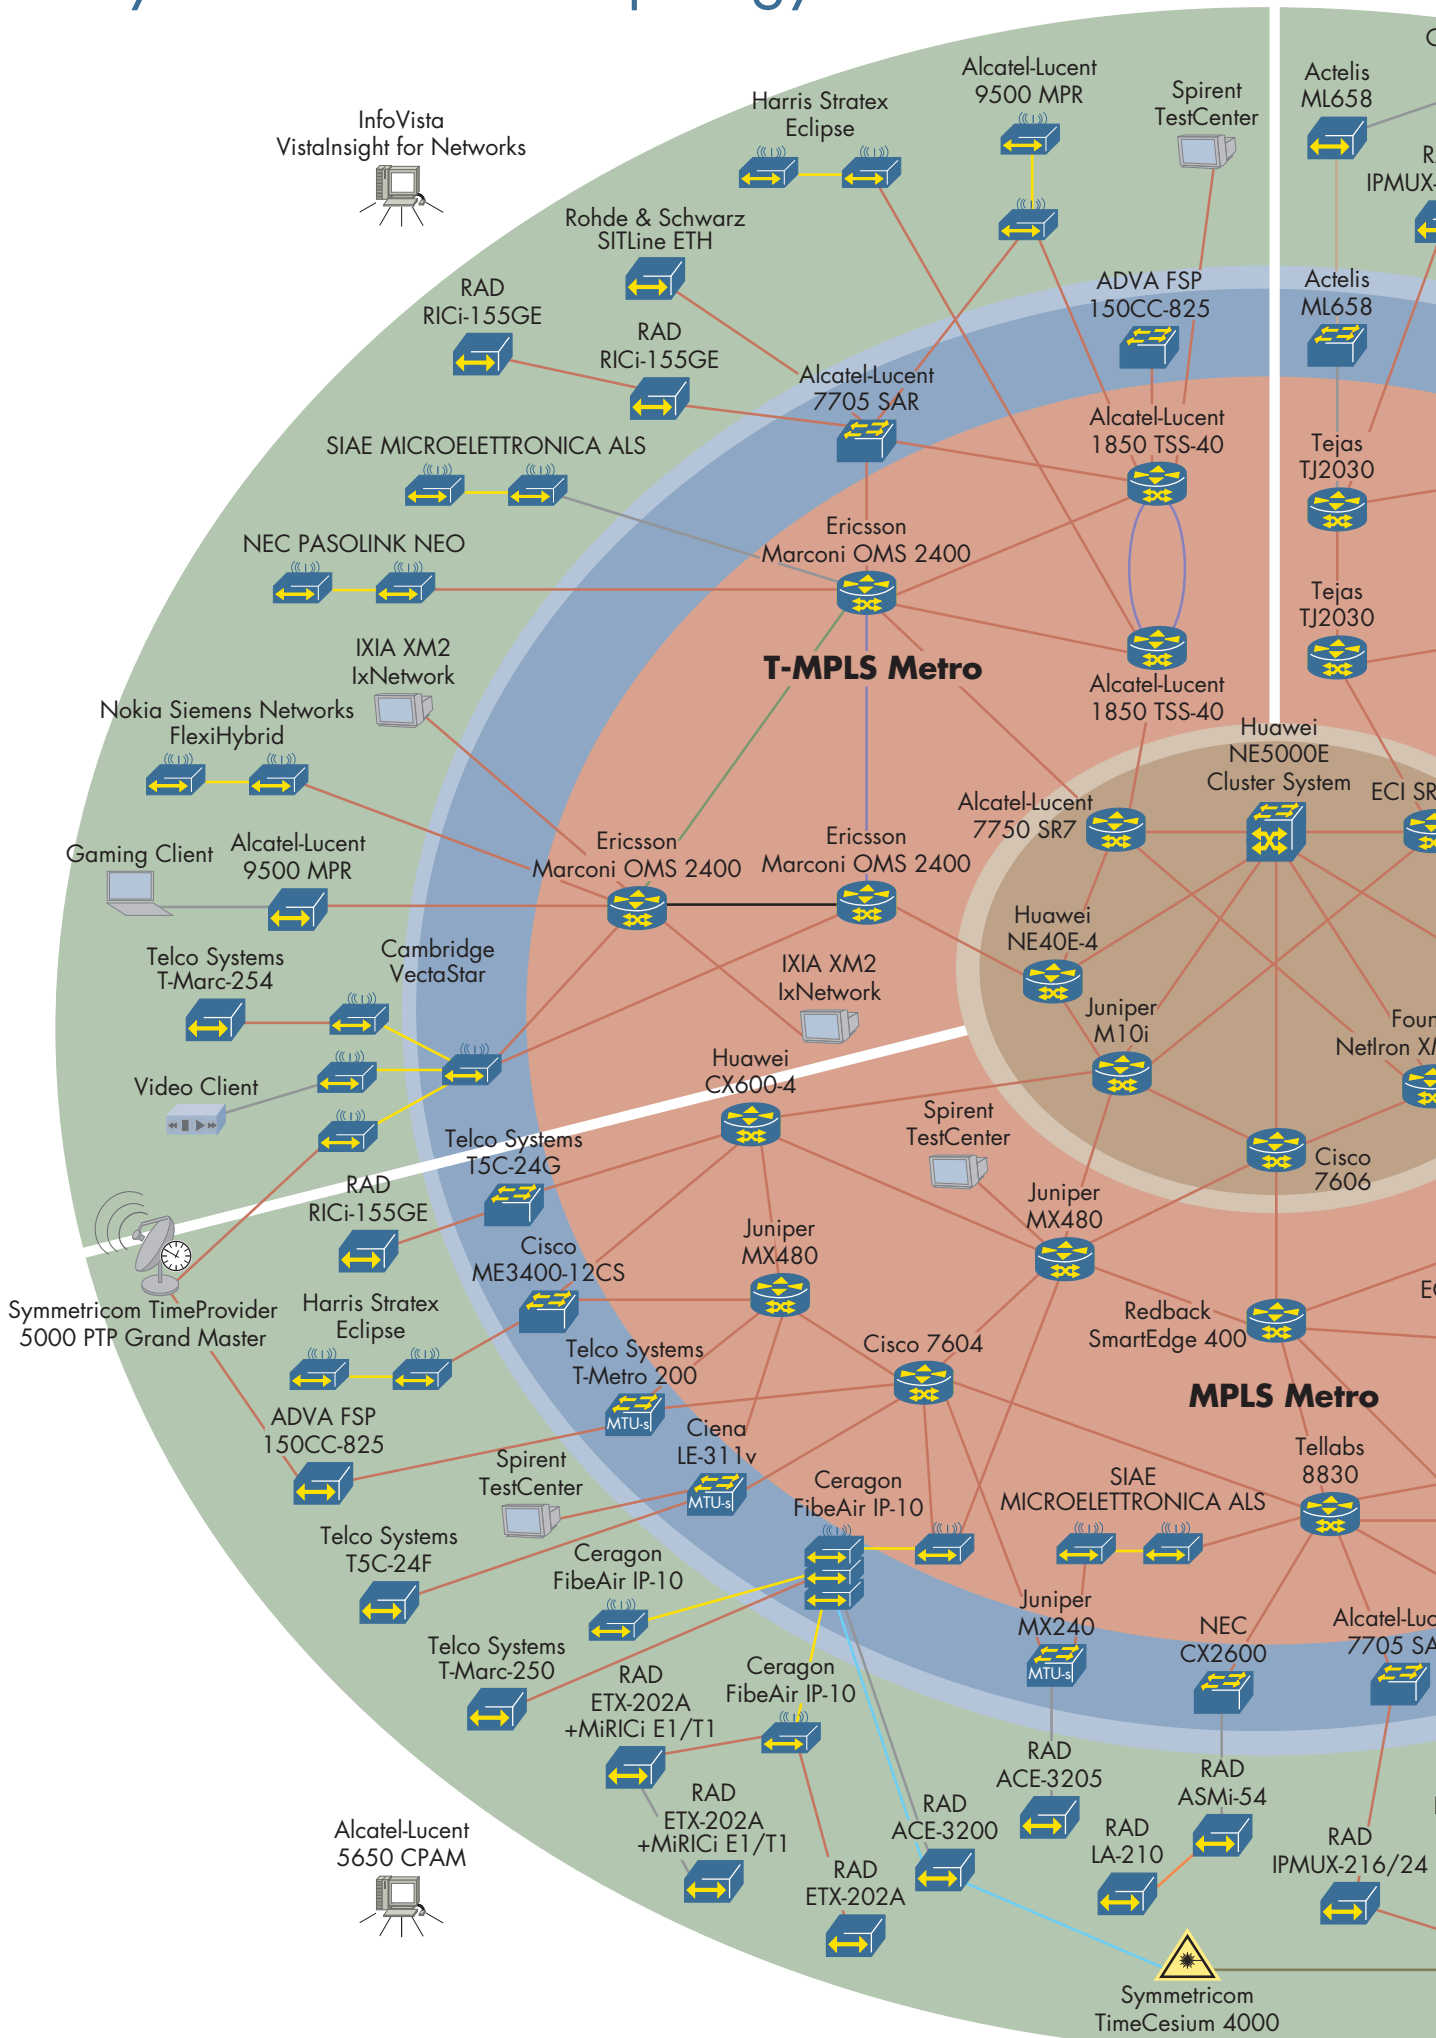 InfoVista
VistaInsight for Networks
Harris Stratex
Eclipse
Alcatel-Lucent
9500 MPR
Spirent
TestCenter
Actelis
ML658
IPMUX-
Rohde & Schwarz
SITLine ETH
RAD
RICi-155GE
RAD
RICi-155GE
ADVA FSP
150CC-825
Actelis
ML658
Alcatel-Lucent
7705 SAR
Alcatel-Lucent
1850 TSS-40
Tejas
TJ2030
SIAE MICROELETTRONICA ALS
Ericsson
Marconi OMS 2400
NEC PASOLINK NEO
Tejas
TJ2030
IXIA XM2
IxNetwork
T-MPLS Metro
Alcatel-Lucent
1850 TSS-40
Nokia Siemens Networks
FlexiHybrid
Huawei
NE5000E
Cluster System
ECI SR
Alcatel-Lucent
7750 SR7
Gaming Client
Alcatel-Lucent
9500 MPR
Ericsson
Marconi OMS 2400
Ericsson
Marconi OMS 2400
Huawei
NE40E-4
Telco Systems
T-Marc-254
Cambridge
VectaStar
IXIA XM2
IxNetwork
Juniper
M10i
Foun
NetIron XM
Video Client
Huawei
CX600-4
Spirent
TestCenter
Telco Systems
T5C-24G
Cisco
7606
RAD
RICi-155GE
Juniper
MX480
Juniper
MX480
Cisco
ME3400-12CS
Symmetricom TimeProvider
5000 PTP Grand Master
Harris Stratex
Eclipse
Redback
SmartEdge 400
Telco Systems
T-Metro 200
MTU-s
Cisco 7604
MPLS Metro
ADVA FSP
150CC-825
Ciena
LE-311v
MTU-s
Spirent
TestCenter
Ceragon
FibeAir IP-10
SIAE
MICROELETTRONICA ALS
Tellabs
8830
Telco Systems
T5C-24F
Ceragon
FibeAir IP-10
Juniper
MX240
MTU-s
NEC
CX2600
Alcatel-Luc
7705 SA
Telco Systems
T-Marc-250
RAD
ETX-202A
+MiRICi E1/T1
Ceragon
FibeAir IP-10
RAD
ETX-202A
+MiRICi E1/T1
RAD
ACE-3205
RAD
ASMi-54
RAD
ACE-3200
RAD
LA-210
RAD
IPMUX-216/24
Alcatel-Lucent
5650 CPAM
RAD
ETX-202A
Symmetricom
TimeCesium 4000